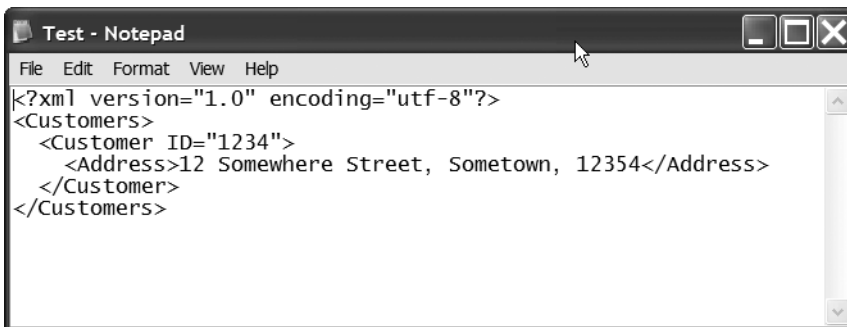 Test - Notepad
File Edit Format View Help
<?xml version="1.0" encoding="utf-8"?>
<Customers>
  <Customer ID="1234">
    <Address>12 Somewhere Street, Sometown, 12354</Address>
  </Customer>
</Customers>